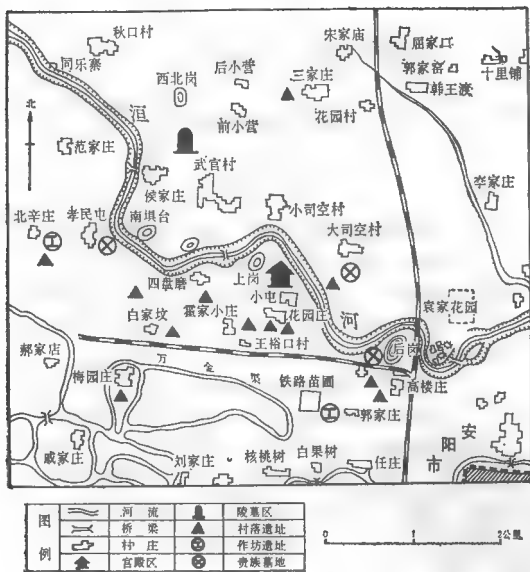 秋口村
宋家庙
屈家
同乐寨
西北岗
后小营
三家庄
郭家窑
十里铺
韩王渡
洹
北
前小营
花园村
范家庄
武官村
侯家庄
辛家庄
北辛庄
孝民屯
南坝台
小司空村
大司空村
四盘磨
上岗
小屯
花园庄
河
袁家花园
白家坟
霍家小庄
王裕口村
后岗
郝家店
万金渠
梅园庄
铁路苗圃
高楼庄
郭家庄
安阳市
戚家庄
刘家庄
核桃树
白果树
任庄
图例
河流
陵墓区
桥梁
村落遗址
村庄
作坊遗址
宫殿区
贵族墓地
0 1 2公里